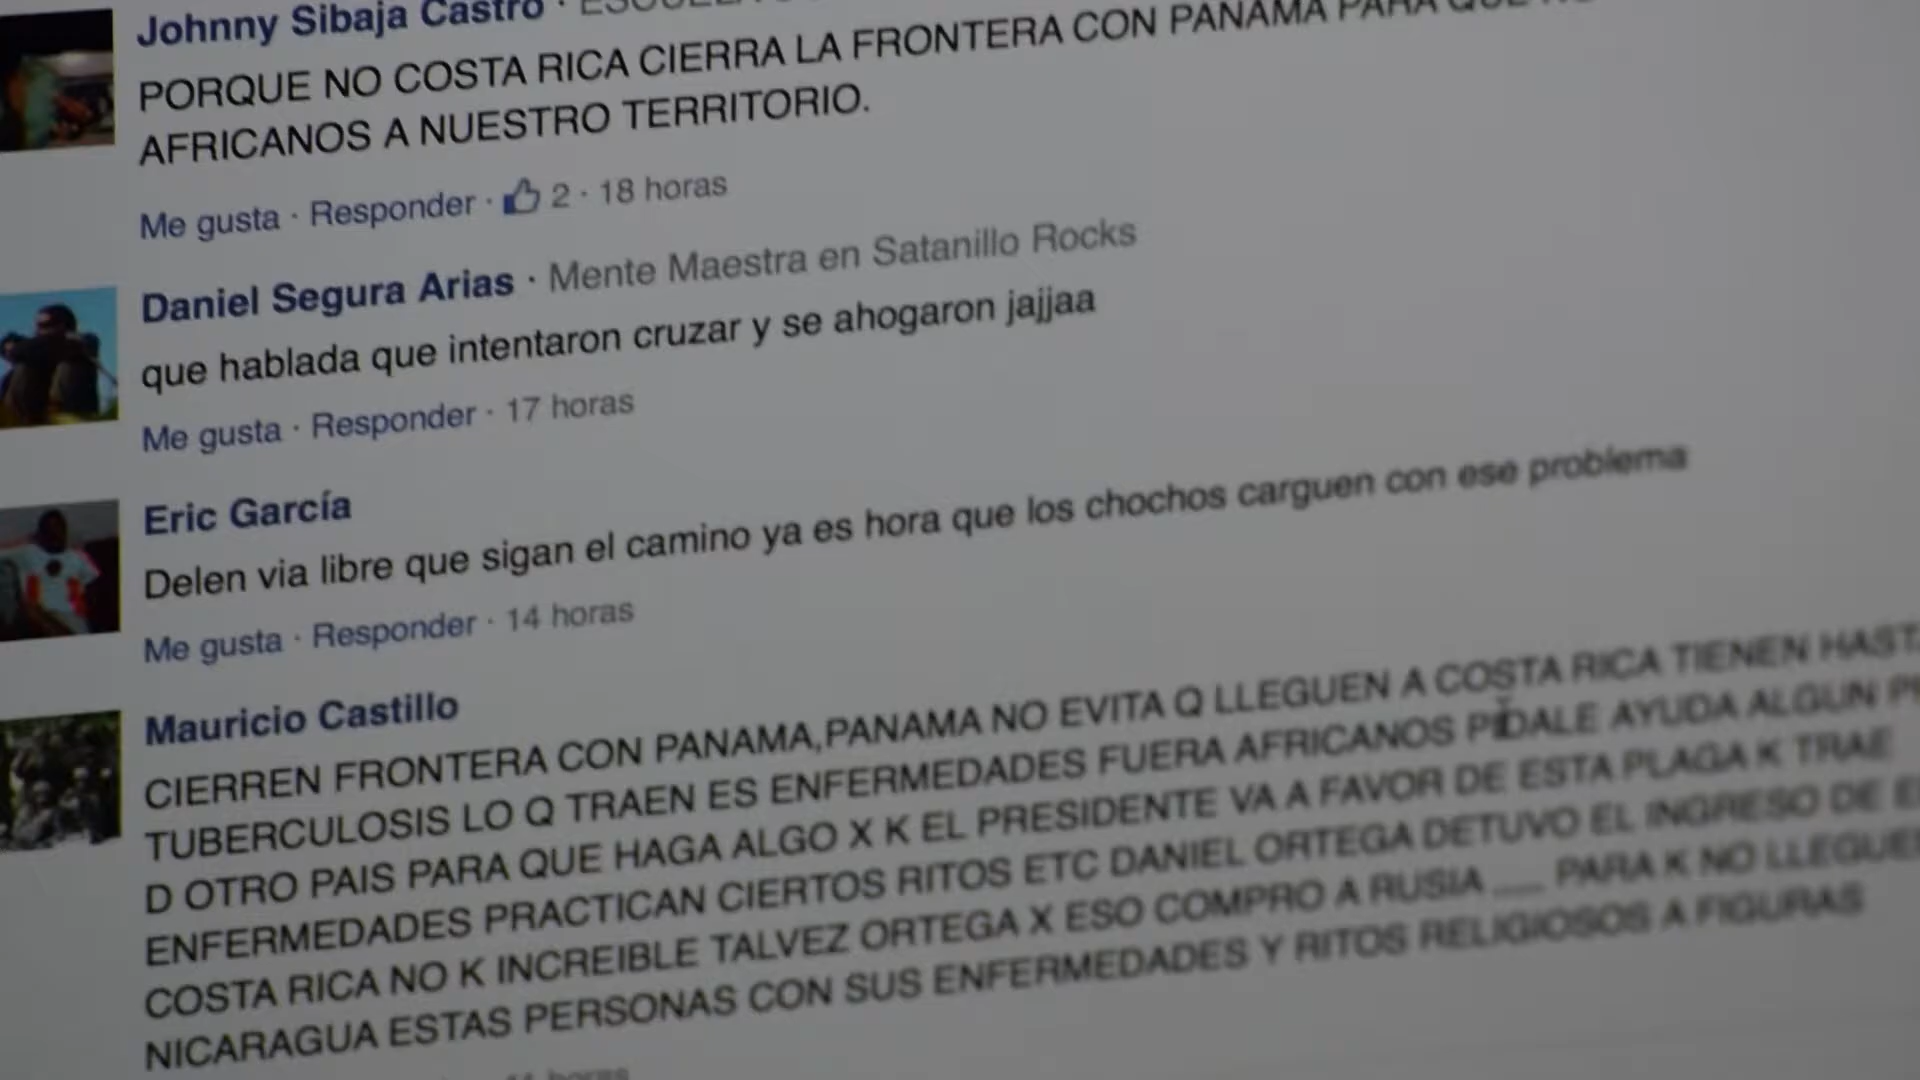 Johnny Sibaja Castro ·
PORQUE NO COSTA RICA CIERRA LA FRONTERA CON PANAMA PARA QUE NO
AFRICANOS A NUESTRO TERRITORIO.
Me gusta · Responder · 2 · 18 horas
Daniel Segura Arias · Mente Maestra en Satanillo Rocks
que hablada que intentaron cruzar y se ahogaron jajjaa
Me gusta · Responder · 17 horas
Eric García
Delen via libre que sigan el camino ya es hora que los chochos carguen con ese problema
Me gusta · Responder · 14 horas
Mauricio Castillo
CIERREN FRONTERA CON PANAMA,PANAMA NO EVITA Q LLEGUEN A COSTA RICA TIENEN HASTA
TUBERCULOSIS LO Q TRAEN ES ENFERMEDADES FUERA AFRICANOS PIDALE AYUDA ALGUN
D OTRO PAIS PARA QUE HAGA ALGO X K EL PRESIDENTE VA A FAVOR DE ESTA PLAGA K TRAE
ENFERMEDADES PRACTICAN CIERTOS RITOS ETC DANIEL ORTEGA DETUVO EL INGRESO DE
COSTA RICA NO K INCREIBLE TALVEZ ORTEGA X ESO COMPRO A RUSIA ..... PARA K NO LLEGUEN
NICARAGUA ESTAS PERSONAS CON SUS ENFERMEDADES Y RITOS RELIGIOSOS A FIGURAS
horas